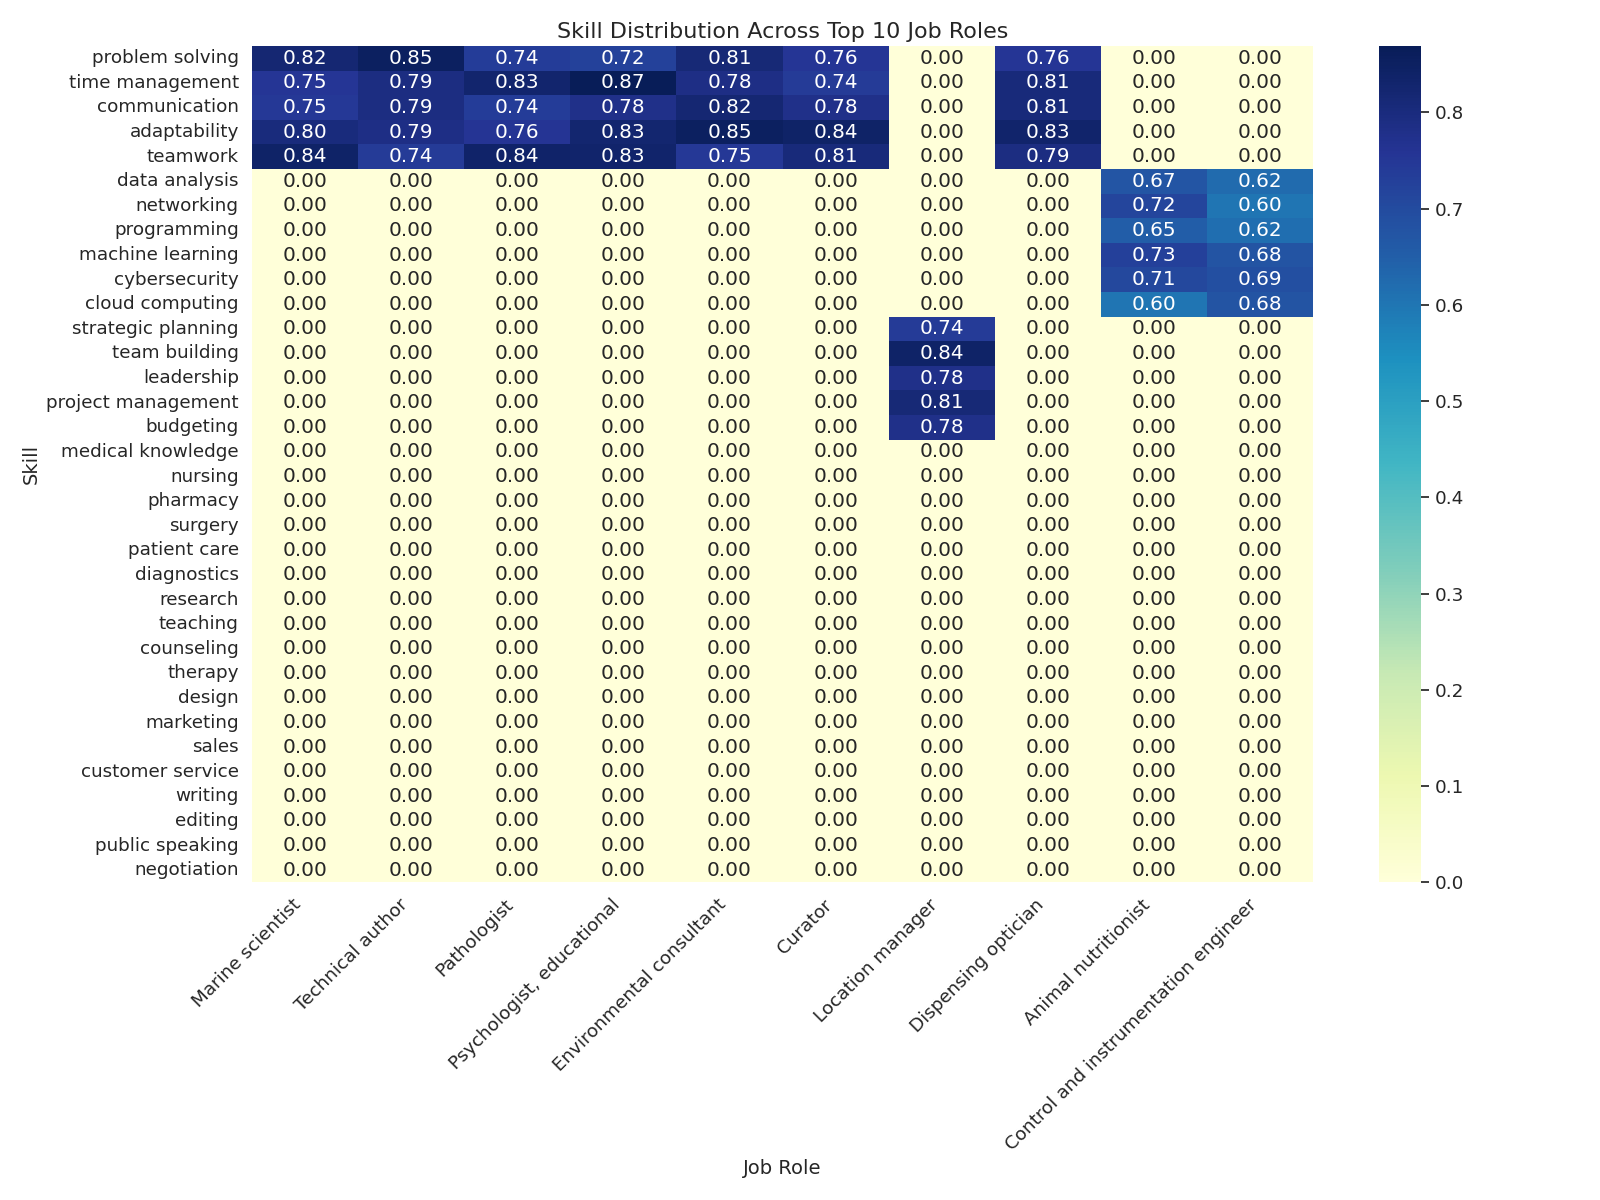 Skill Distribution Across Top 10 Job Roles
problem solving 0.82 0.85 0.74 0.72 0.81 0.76 0.00 0.76 0.00 0.00
time management 0.75 0.79 0.83 0.87 0.78 0.74 0.00 0.81 0.00 0.00
communication 0.75 0.79 0.74 0.78 0.82 0.78 0.00 0.81 0.00 0.00
adaptability 0.80 0.79 0.76 0.83 0.85 0.84 0.00 0.83 0.00 0.00
teamwork 0.84 0.74 0.84 0.83 0.75 0.81 0.00 0.79 0.00 0.00
data analysis 0.00 0.00 0.00 0.00 0.00 0.00 0.00 0.00 0.67 0.62
networking 0.00 0.00 0.00 0.00 0.00 0.00 0.00 0.00 0.72 0.60
programming 0.00 0.00 0.00 0.00 0.00 0.00 0.00 0.00 0.65 0.62
machine learning 0.00 0.00 0.00 0.00 0.00 0.00 0.00 0.00 0.73 0.68
cybersecurity 0.00 0.00 0.00 0.00 0.00 0.00 0.00 0.00 0.71 0.69
cloud computing 0.00 0.00 0.00 0.00 0.00 0.00 0.00 0.00 0.60 0.68
strategic planning 0.00 0.00 0.00 0.00 0.00 0.00 0.74 0.00 0.00 0.00
team building 0.00 0.00 0.00 0.00 0.00 0.00 0.84 0.00 0.00 0.00
leadership 0.00 0.00 0.00 0.00 0.00 0.00 0.78 0.00 0.00 0.00
project management 0.00 0.00 0.00 0.00 0.00 0.00 0.81 0.00 0.00 0.00
budgeting 0.00 0.00 0.00 0.00 0.00 0.00 0.78 0.00 0.00 0.00
medical knowledge 0.00 0.00 0.00 0.00 0.00 0.00 0.00 0.00 0.00 0.00
nursing 0.00 0.00 0.00 0.00 0.00 0.00 0.00 0.00 0.00 0.00
pharmacy 0.00 0.00 0.00 0.00 0.00 0.00 0.00 0.00 0.00 0.00
surgery 0.00 0.00 0.00 0.00 0.00 0.00 0.00 0.00 0.00 0.00
patient care 0.00 0.00 0.00 0.00 0.00 0.00 0.00 0.00 0.00 0.00
diagnostics 0.00 0.00 0.00 0.00 0.00 0.00 0.00 0.00 0.00 0.00
research 0.00 0.00 0.00 0.00 0.00 0.00 0.00 0.00 0.00 0.00
teaching 0.00 0.00 0.00 0.00 0.00 0.00 0.00 0.00 0.00 0.00
counseling 0.00 0.00 0.00 0.00 0.00 0.00 0.00 0.00 0.00 0.00
therapy 0.00 0.00 0.00 0.00 0.00 0.00 0.00 0.00 0.00 0.00
design 0.00 0.00 0.00 0.00 0.00 0.00 0.00 0.00 0.00 0.00
marketing 0.00 0.00 0.00 0.00 0.00 0.00 0.00 0.00 0.00 0.00
sales 0.00 0.00 0.00 0.00 0.00 0.00 0.00 0.00 0.00 0.00
customer service 0.00 0.00 0.00 0.00 0.00 0.00 0.00 0.00 0.00 0.00
writing 0.00 0.00 0.00 0.00 0.00 0.00 0.00 0.00 0.00 0.00
editing 0.00 0.00 0.00 0.00 0.00 0.00 0.00 0.00 0.00 0.00
public speaking 0.00 0.00 0.00 0.00 0.00 0.00 0.00 0.00 0.00 0.00
negotiation 0.00 0.00 0.00 0.00 0.00 0.00 0.00 0.00 0.00 0.00
Skill
Marine scientist
Technical author
Pathologist
Psychologist, educational
Environmental consultant
Curator
Location manager
Dispensing optician
Animal nutritionist
Control and instrumentation engineer
Job Role
0.8
0.7
0.6
0.5
0.4
0.3
0.2
0.1
0.0